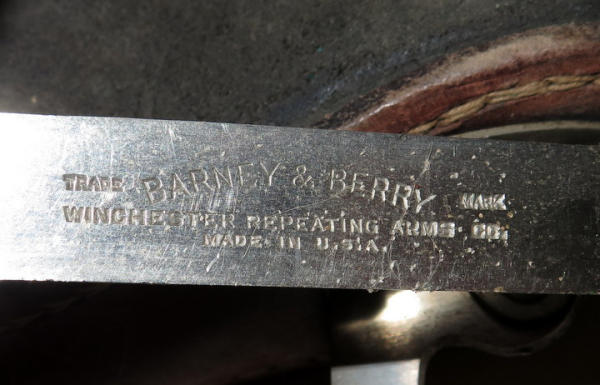 TRADE BARNEY & BERRY MARK
WINCHESTER REPEATING ARMS CO.
MADE IN U.S.A.